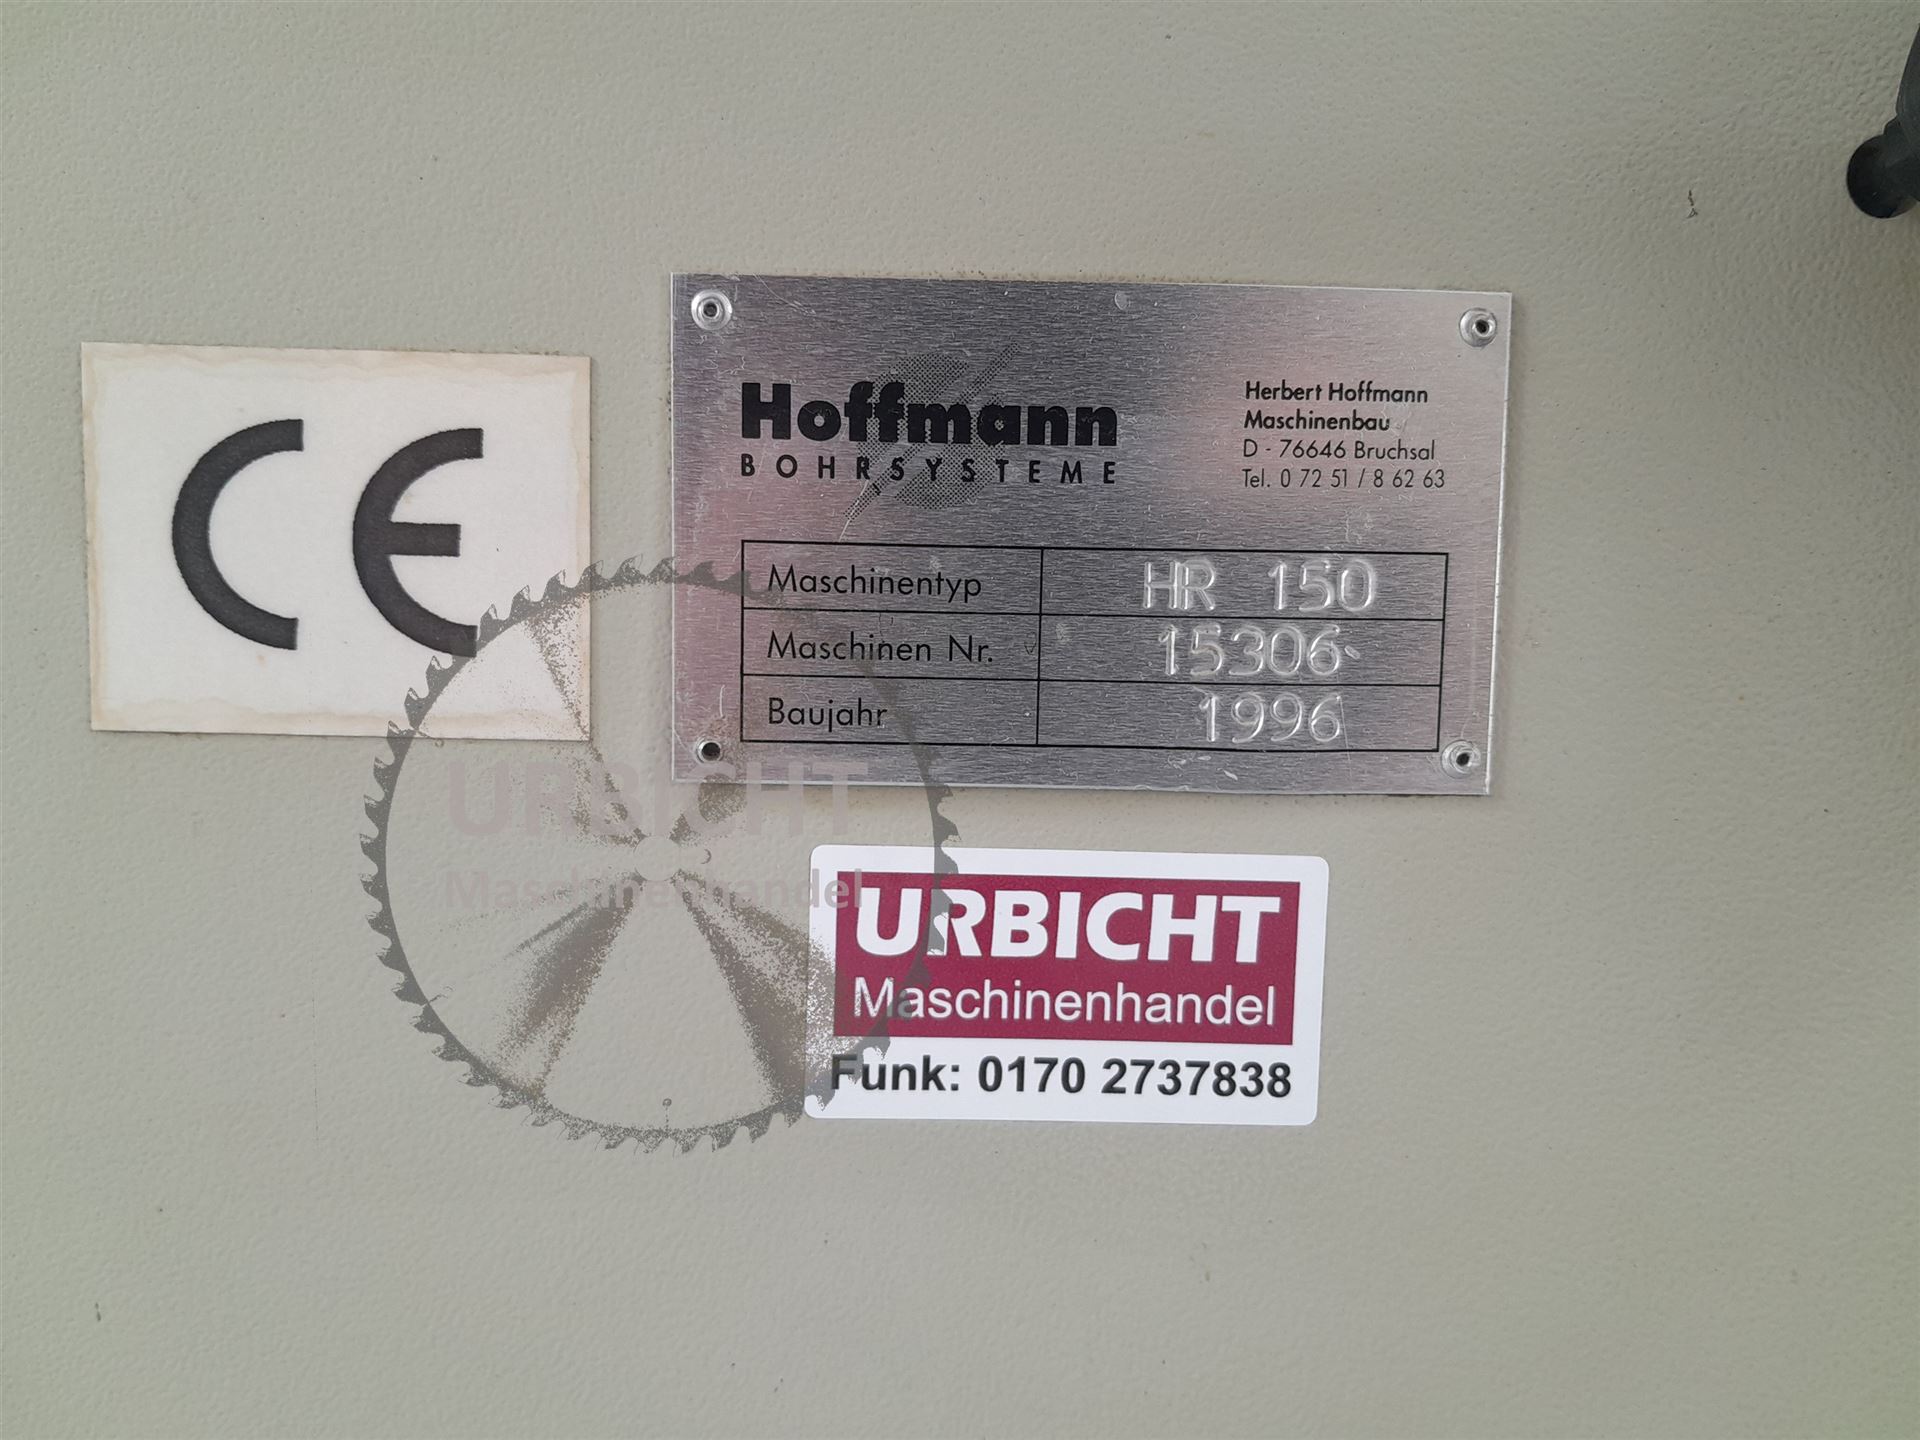 CE
Hoffmann
BOHRSYSTEME
Herbert Hoffmann
Maschinenbau
D - 76646 Bruchsal
Tel. 0 72 51 / 8 62 63
Maschinentyp HR 150
Maschinen Nr. 15306
Baujahr 1996
URBICHT
Maschinenhandel
URBICHT
Maschinenhandel
Funk: 0170 2737838